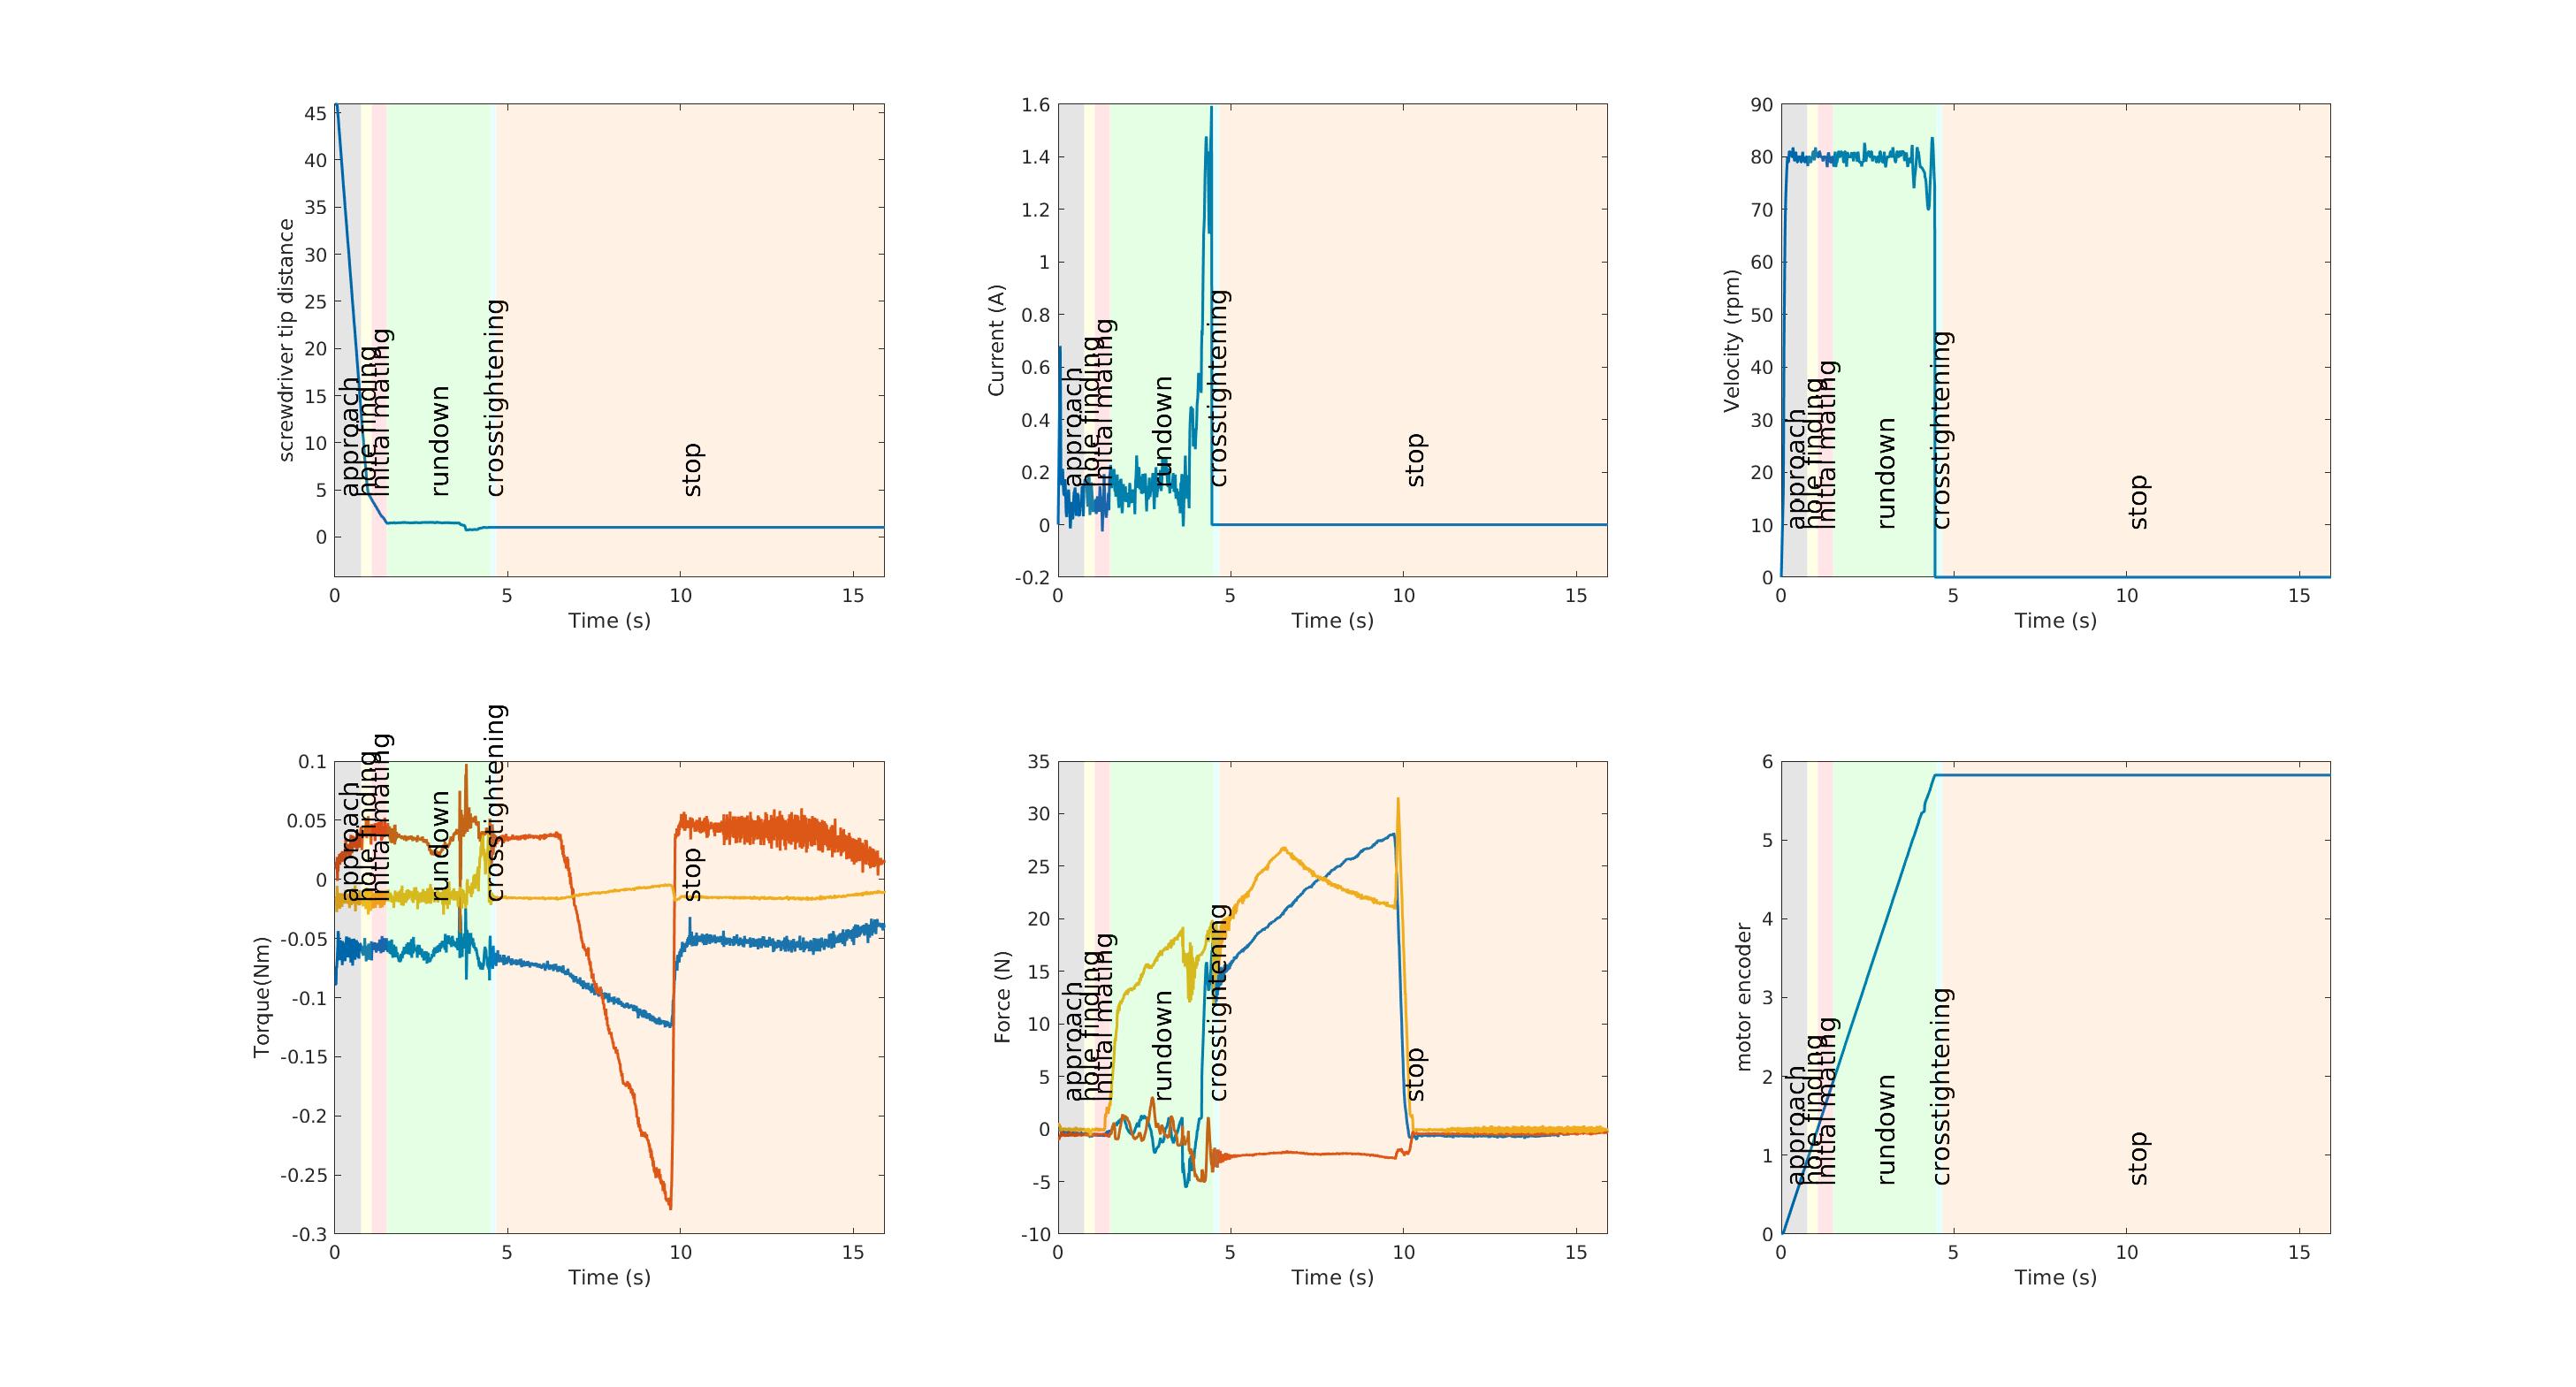 screwdriver tip distance
45
40
35
30
25
20
15
10
5
0
approach
hole finding
Initial mating
rundown
crosstightening
stop
0 5 10 15
Time (s)
Current (A)
1.6
1.4
1.2
1
0.8
0.6
0.4
0.2
0
-0.2
approach
hole finding
Initial mating
rundown
crosstightening
stop
0 5 10 15
Time (s)
Velocity (rpm)
90
80
70
60
50
40
30
20
10
0
approach
hole finding
Initial mating
rundown
crosstightening
stop
0 5 10 15
Time (s)
Torque(Nm)
0.1
0.05
0
-0.05
-0.1
-0.15
-0.2
-0.25
-0.3
approach
hole finding
Initial mating
rundown
crosstightening
stop
0 5 10 15
Time (s)
Force (N)
35
30
25
20
15
10
5
0
-5
-10
approach
hole finding
Initial mating
rundown
crosstightening
stop
0 5 10 15
Time (s)
motor encoder
6
5
4
3
2
1
0
approach
hole finding
Initial mating
rundown
crosstightening
stop
0 5 10 15
Time (s)